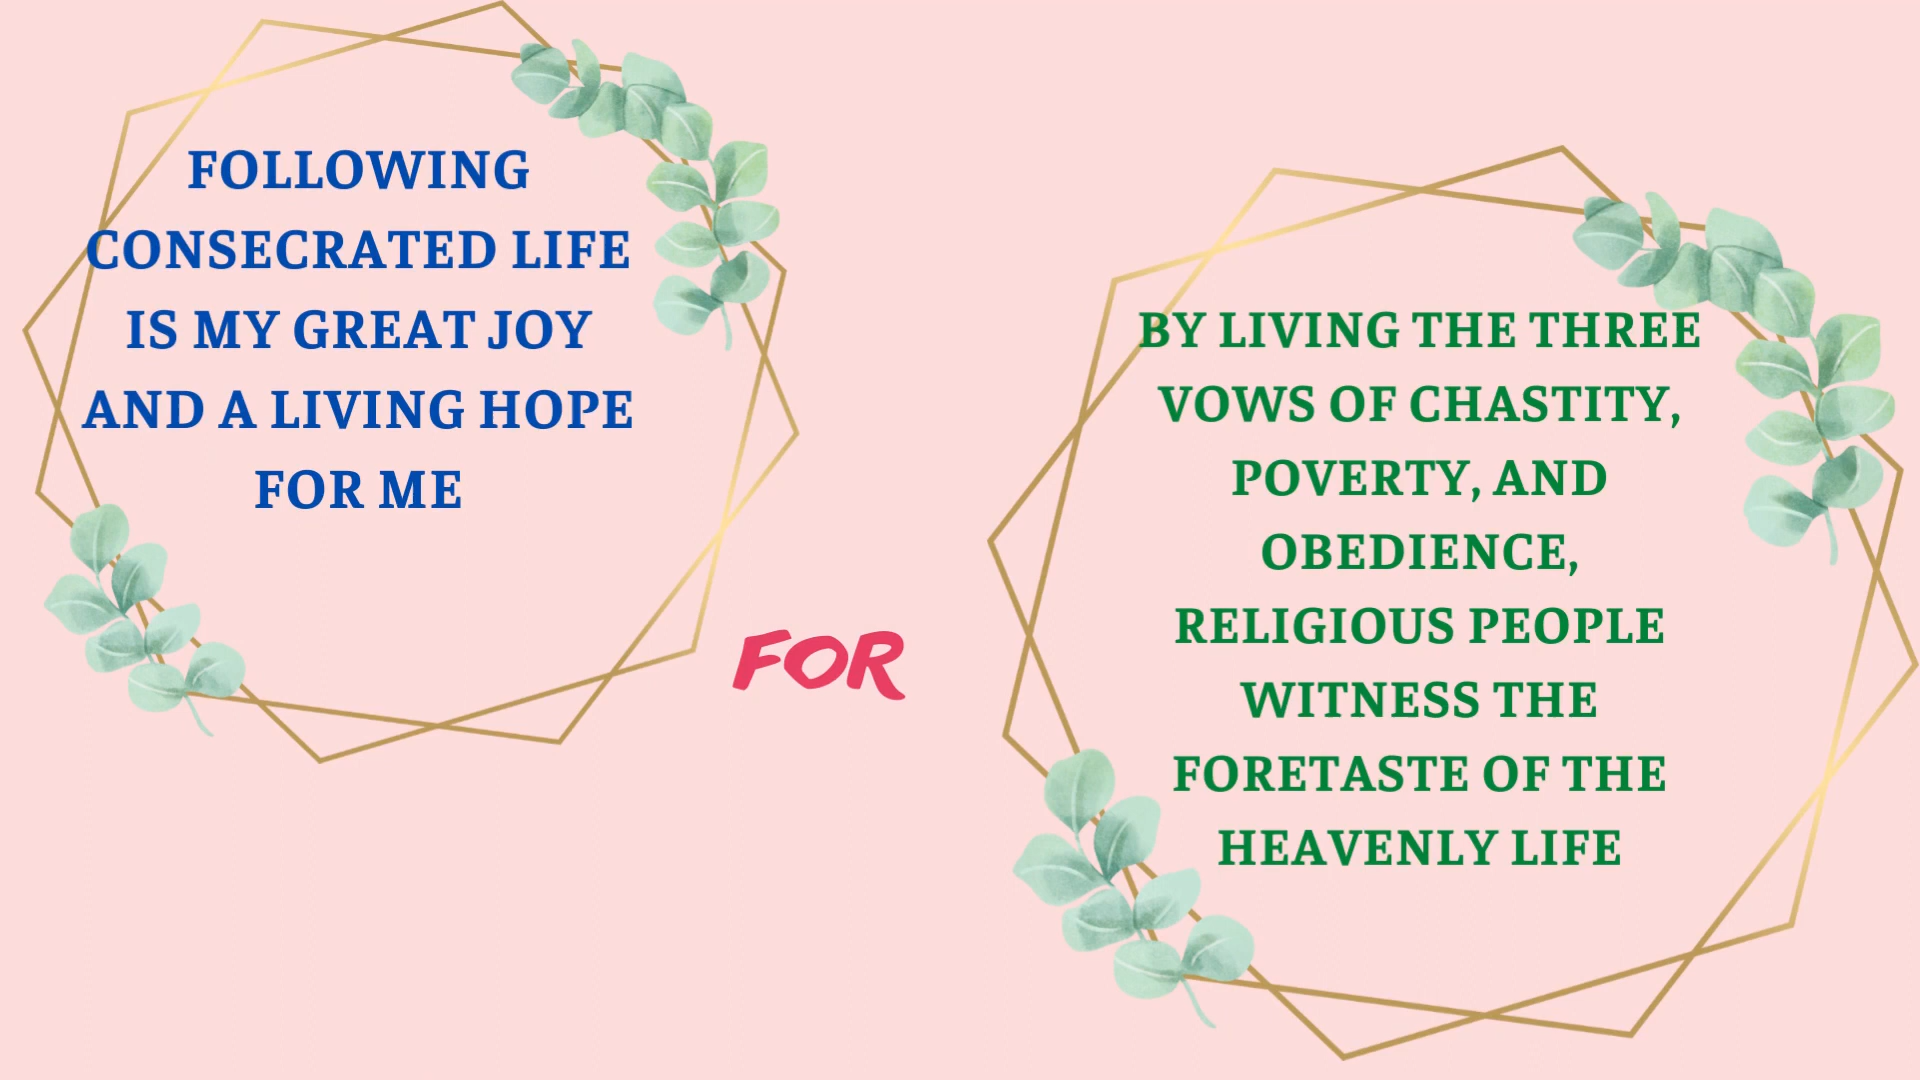 FOLLOWING
CONSECRATED LIFE
IS MY GREAT JOY
AND A LIVING HOPE
FOR ME
FOR
BY LIVING THE THREE
VOWS OF CHASTITY,
POVERTY, AND
OBEDIENCE,
RELIGIOUS PEOPLE
WITNESS THE
FORETASTE OF THE
HEAVENLY LIFE